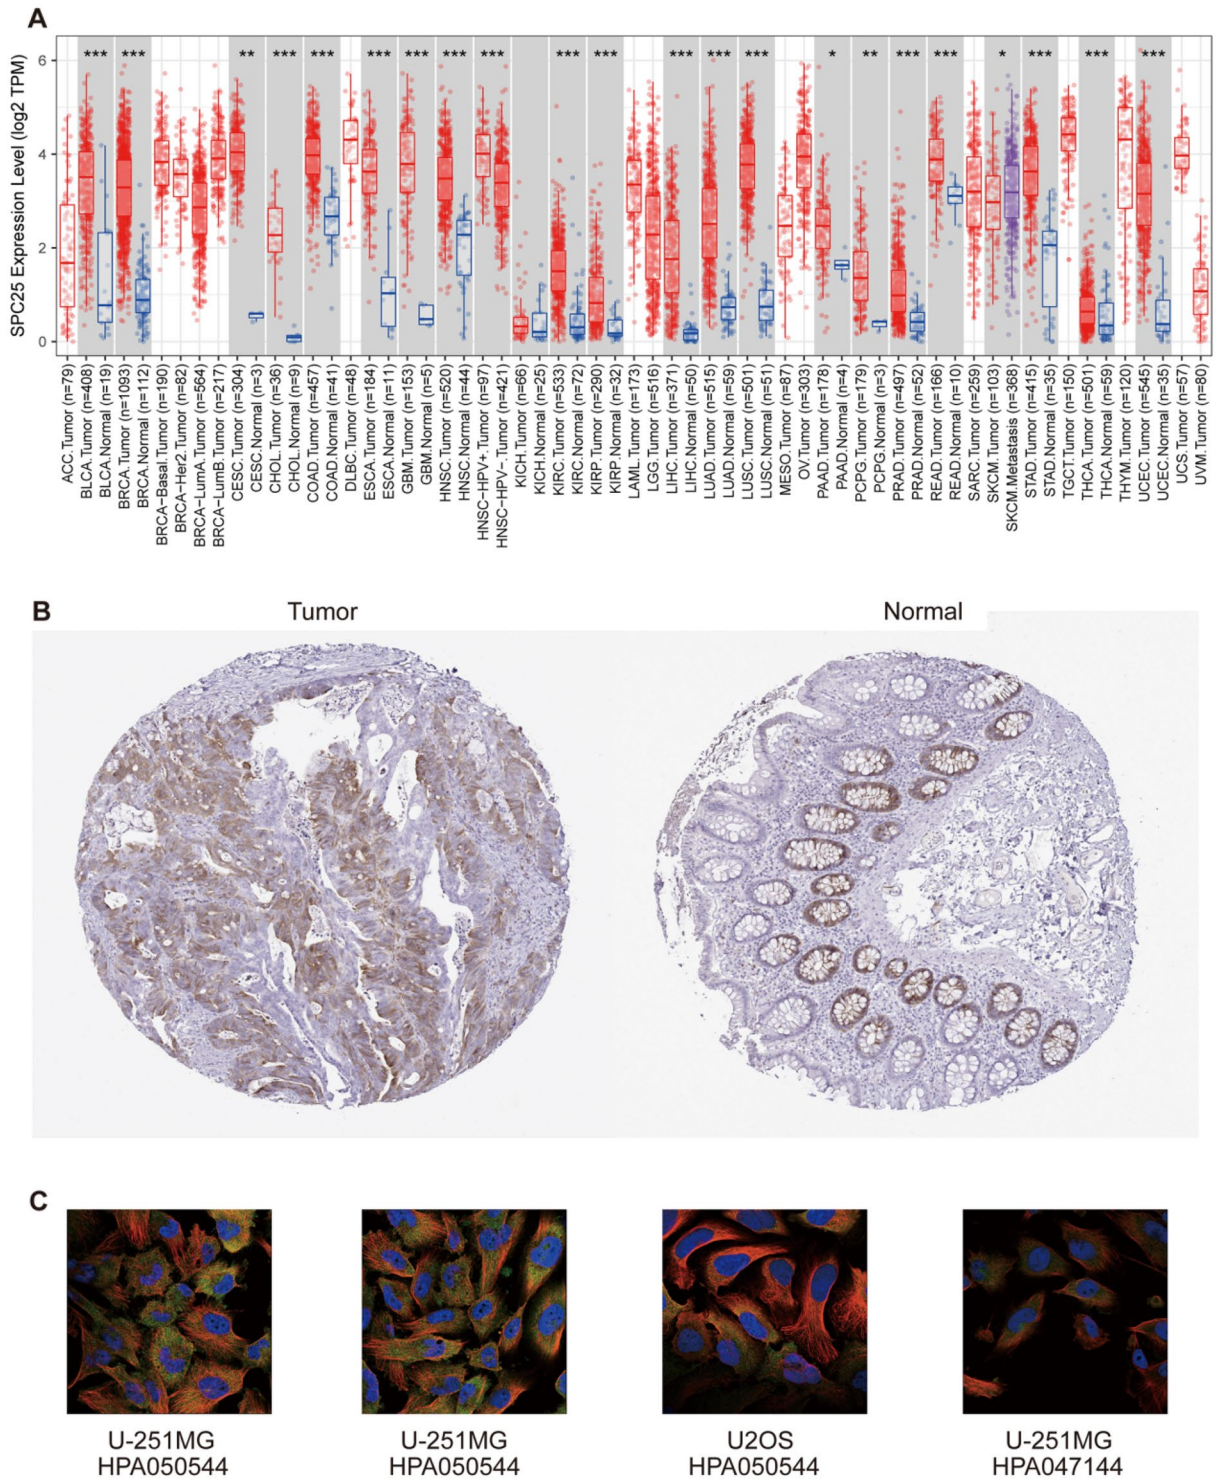 A
*** *** ** *** *** *** *** *** *** *** *** *** *** *** * ** *** *** * *** *** ***
SPC25 Expression Level (log2 TPM)
6
4
2
0
ACC.Tumor (n=79)
BLCA.Tumor (n=408)
BLCA.Normal (n=19)
BRCA.Tumor (n=1093)
BRCA.Normal (n=112)
BRCA-Basal.Tumor (n=190)
BRCA-Her2.Tumor (n=82)
BRCA-LumA.Tumor (n=564)
BRCA-LumB.Tumor (n=217)
CESC.Tumor (n=304)
CESC.Normal (n=3)
CHOL.Tumor (n=36)
CHOL.Normal (n=9)
COAD.Tumor (n=457)
COAD.Normal (n=41)
DLBC.Tumor (n=48)
ESCA.Tumor (n=184)
ESCA.Normal (n=11)
GBM.Tumor (n=153)
GBM.Normal (n=5)
HNSC.Tumor (n=520)
HNSC.Normal (n=44)
HNSC-HPV+.Tumor (n=97)
HNSC-HPV-.Tumor (n=421)
KICH.Tumor (n=66)
KICH.Normal (n=25)
KIRC.Tumor (n=533)
KIRC.Normal (n=72)
KIRP.Tumor (n=290)
KIRP.Normal (n=32)
LAML.Tumor (n=173)
LGG.Tumor (n=516)
LIHC.Tumor (n=371)
LIHC.Normal (n=50)
LUAD.Tumor (n=515)
LUAD.Normal (n=59)
LUSC.Tumor (n=501)
LUSC.Normal (n=51)
MESO.Tumor (n=87)
OV.Tumor (n=303)
PAAD.Tumor (n=178)
PAAD.Normal (n=4)
PCPG.Tumor (n=179)
PCPG.Normal (n=3)
PRAD.Tumor (n=497)
PRAD.Normal (n=52)
READ.Tumor (n=166)
READ.Normal (n=10)
SARC.Tumor (n=259)
SKCM.Tumor (n=103)
SKCM.Metastasis (n=368)
STAD.Tumor (n=415)
STAD.Normal (n=35)
TGCT.Tumor (n=150)
THCA.Tumor (n=501)
THCA.Normal (n=59)
THYM.Tumor (n=120)
UCEC.Tumor (n=545)
UCEC.Normal (n=35)
UCS.Tumor (n=57)
UVM.Tumor (n=80)
B
Tumor
Normal
C
U-251MG
HPA050544
U-251MG
HPA050544
U2OS
HPA050544
U-251MG
HPA047144